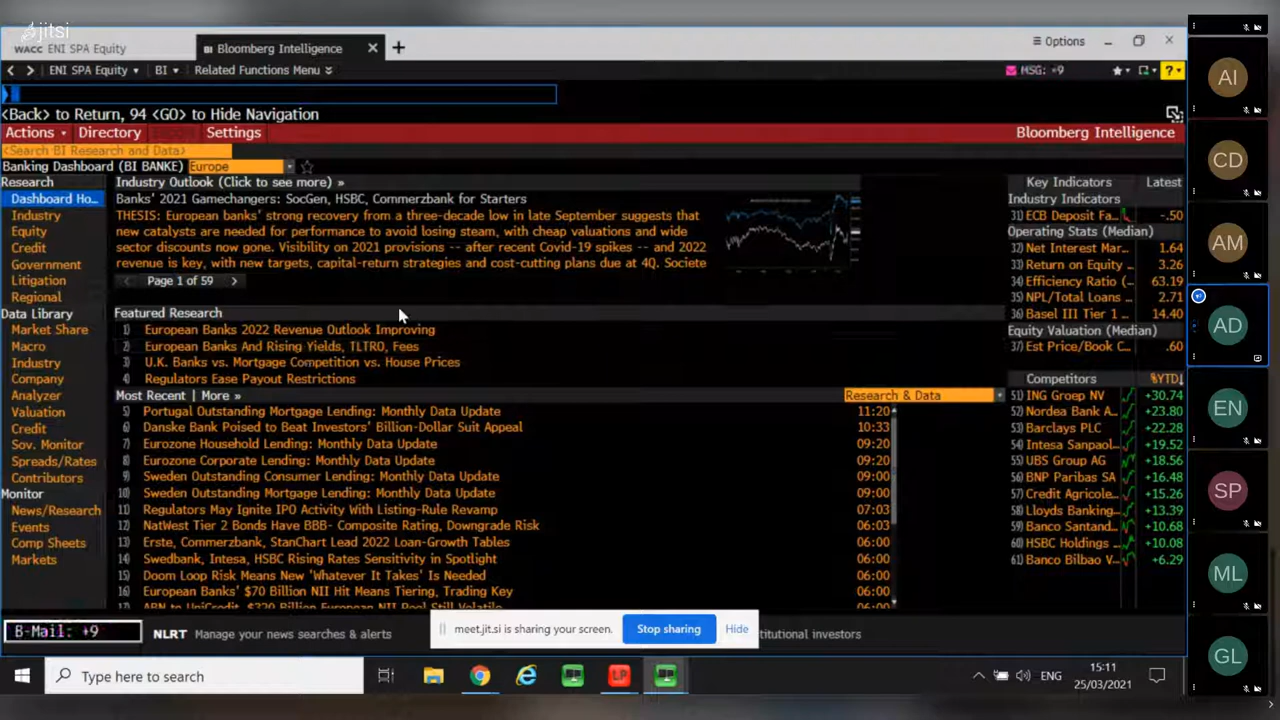 jitsi
WACC ENI SPA Equity
BI Bloomberg Intelligence
Options
ENI SPA Equity
BI
Related Functions Menu
MSG: +9
<Back> to Return, 94 <GO> to Hide Navigation
Actions
Directory
Settings
Bloomberg Intelligence
<Search BI Research and Data>
Banking Dashboard (BI BANKE)
Europe
Research
Dashboard Ho...
Industry
Equity
Credit
Government
Litigation
Regional
Data Library
Market Share
Macro
Industry
Company
Analyzer
Valuation
Credit
Sov. Monitor
Spreads/Rates
Contributors
Monitor
News/Research
Events
Comp Sheets
Markets
Industry Outlook (Click to see more) »
Banks' 2021 Gamechangers: SocGen, HSBC, Commerzbank for Starters
THESIS: European banks' strong recovery from a three-decade low in late September suggests that
new catalysts are needed for performance to avoid losing steam, with cheap valuations and wide
sector discounts now gone. Visibility on 2021 provisions -- after recent Covid-19 spikes -- and 2022
revenue is key, with new targets, capital-return strategies and cost-cutting plans due at 4Q. Societe
Page 1 of 59
Featured Research
1) European Banks 2022 Revenue Outlook Improving
2) European Banks And Rising Yields, TLTRO, Fees
3) U.K. Banks vs. Mortgage Competition vs. House Prices
4) Regulators Ease Payout Restrictions
Most Recent | More »
Research & Data
5) Portugal Outstanding Mortgage Lending: Monthly Data Update 11:20
6) Danske Bank Poised to Beat Investors' Billion-Dollar Suit Appeal 10:33
7) Eurozone Household Lending: Monthly Data Update 09:20
8) Eurozone Corporate Lending: Monthly Data Update 09:20
9) Sweden Outstanding Consumer Lending: Monthly Data Update 09:00
10) Sweden Outstanding Mortgage Lending: Monthly Data Update 09:00
11) Regulators May Ignite IPO Activity With Listing-Rule Revamp 07:03
12) NatWest Tier 2 Bonds Have BBB- Composite Rating, Downgrade Risk 06:03
13) Erste, Commerzbank, StanChart Lead 2022 Loan-Growth Tables 06:00
14) Swedbank, Intesa, HSBC Rising Rates Sensitivity in Spotlight 06:00
15) Doom Loop Risk Means New 'Whatever It Takes' Is Needed 06:00
16) European Banks' $70 Billion NII Hit Means Tiering, Trading Key 06:00
17) ABN to UniCredit, $320 Billion European NII Pool Still Volatile 06:00
Key Indicators Latest
Industry Indicators
31) ECB Deposit Fa... -.50
Operating Stats (Median)
32) Net Interest Mar... 1.64
33) Return on Equity ... 3.26
34) Efficiency Ratio (... 63.19
35) NPL/Total Loans ... 2.71
36) Basel III Tier 1 ... 14.40
Equity Valuation (Median)
37) Est Price/Book C... .60
Competitors %YTD
51) ING Groep NV +30.74
52) Nordea Bank A... +23.80
53) Barclays PLC +22.28
54) Intesa Sanpaol... +19.52
55) UBS Group AG +18.56
56) BNP Paribas SA +16.48
57) Credit Agricole... +15.26
58) Lloyds Banking... +13.39
59) Banco Santand... +10.68
60) HSBC Holdings ... +10.08
61) Banco Bilbao V... +6.29
B-Mail: +9
NLRT Manage your news searches & alerts
meet.jit.si is sharing your screen.
Stop sharing
Hide
titutional investors
Type here to search
LP
ENG
15:11
25/03/2021
AI
CD
AM
AD
EN
SP
ML
GL